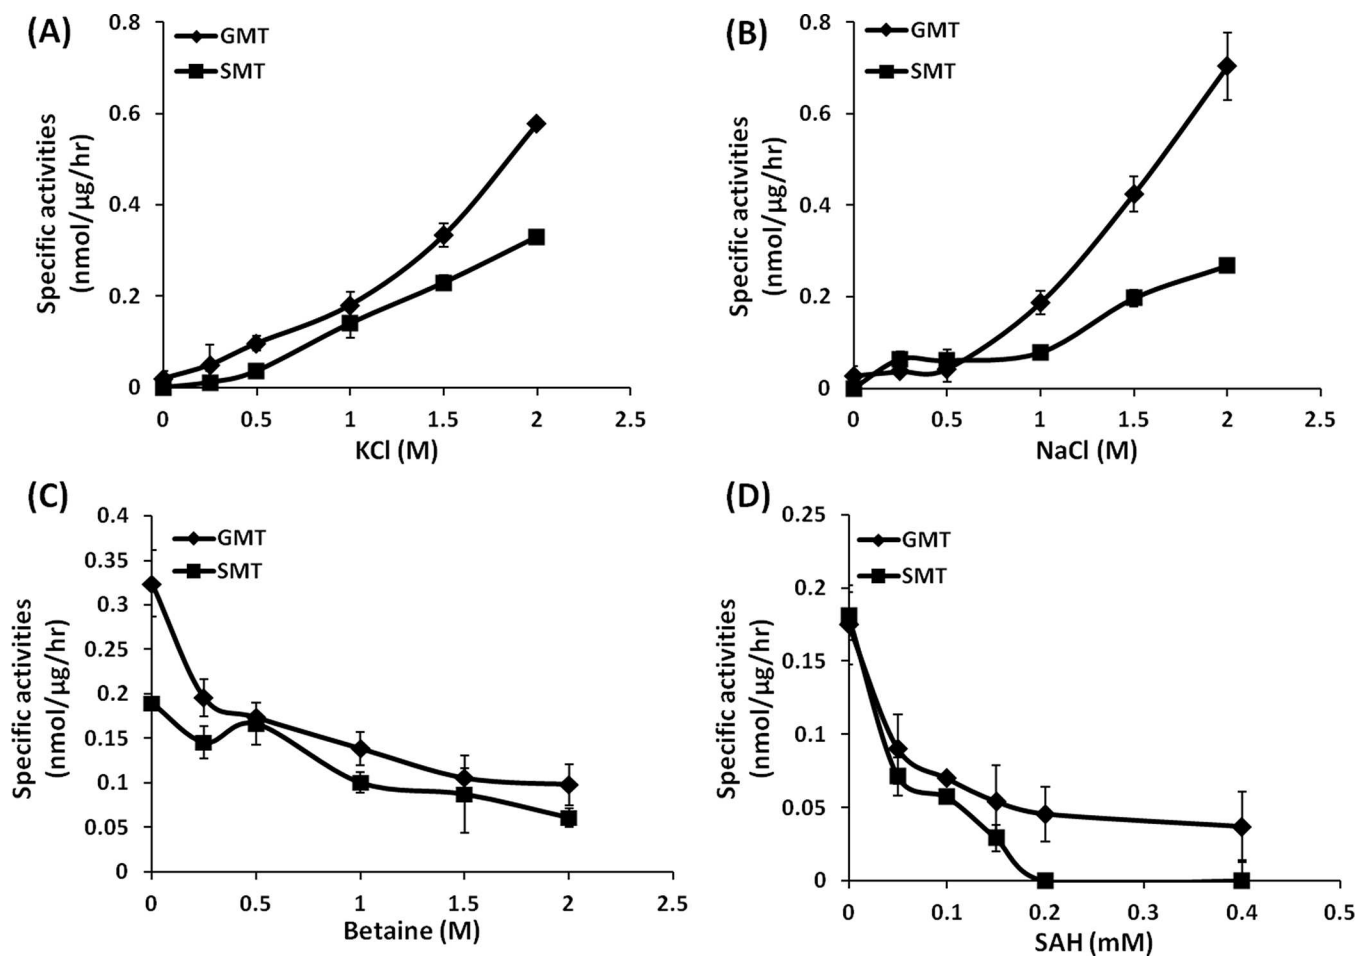 (A)
GMT
SMT
Specific activities
(nmol/µg/hr)
0.8
0.6
0.4
0.2
0
0 0.5 1 1.5 2 2.5
KCl (M)
(B)
GMT
SMT
Specific activities
(nmol/µg/hr)
0.8
0.6
0.4
0.2
0
0 0.5 1 1.5 2 2.5
NaCl (M)
(C)
GMT
SMT
Specific activities
(nmol/µg/hr)
0.4
0.35
0.3
0.25
0.2
0.15
0.1
0.05
0
0 0.5 1 1.5 2 2.5
Betaine (M)
(D)
GMT
SMT
Specific activities
(nmol/µg/hr)
0.25
0.2
0.15
0.1
0.05
0
0 0.1 0.2 0.3 0.4 0.5
SAH (mM)